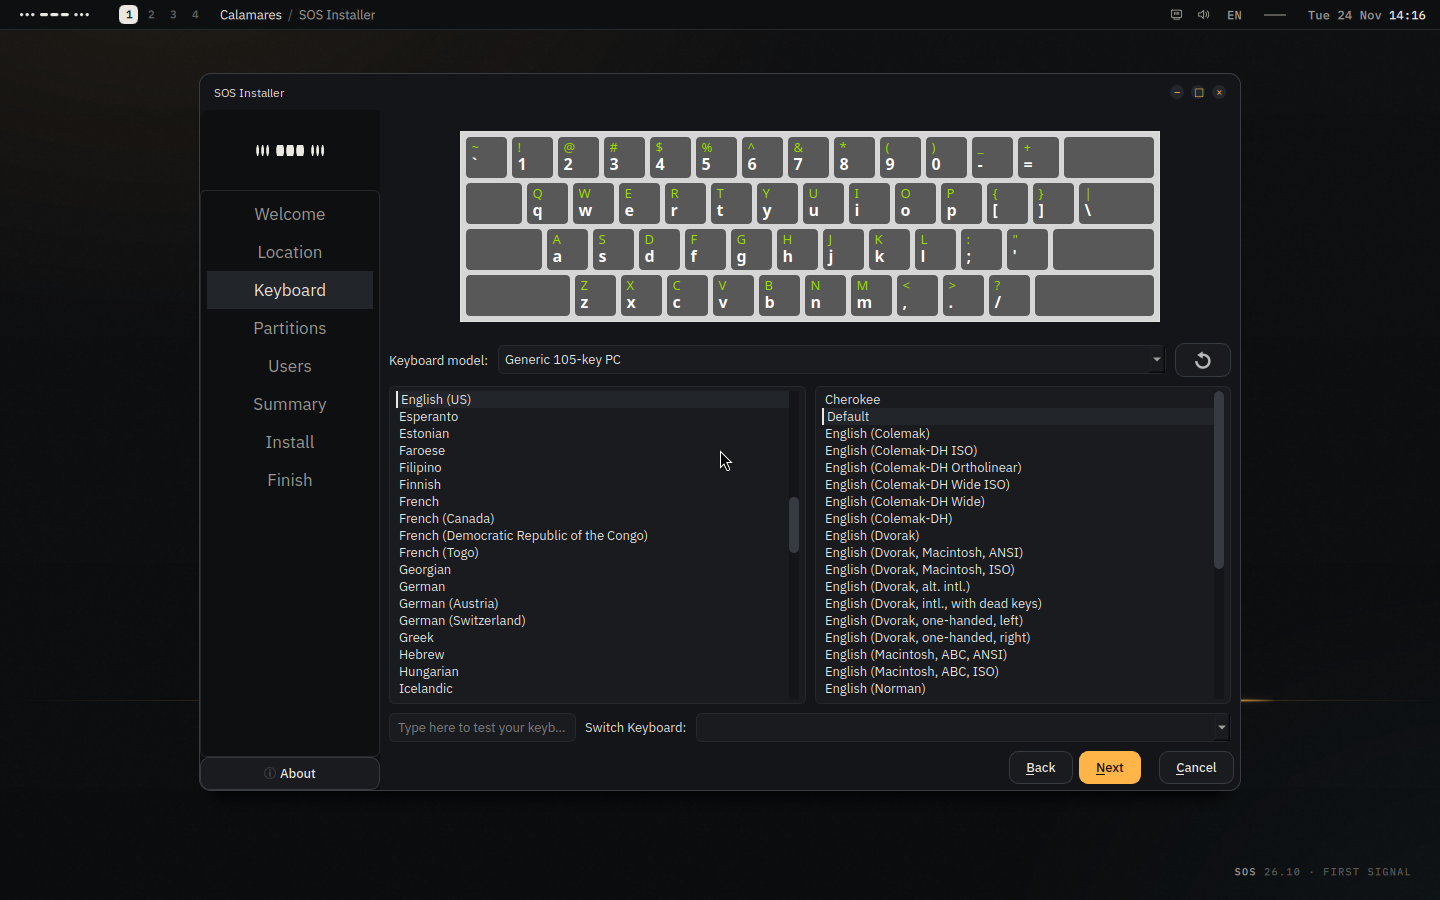 1 2 3 4 Calamares / SOS Installer EN Tue 24 Nov 14:16
SOS Installer
~ ! @ # $ % ^ & * ( ) _ +
` 1 2 3 4 5 6 7 8 9 0 - =
Q W E R T Y U I O P { } |
q w e r t y u i o p [ ] \
A S D F G H J K L : "
a s d f g h j k l ; '
Z X C V B N M < > ?
z x c v b n m , . /
Welcome
Location
Keyboard
Partitions
Users
Summary
Install
Finish
Keyboard model: Generic 105-key PC
English (US)
Esperanto
Estonian
Faroese
Filipino
Finnish
French
French (Canada)
French (Democratic Republic of the Congo)
French (Togo)
Georgian
German
German (Austria)
German (Switzerland)
Greek
Hebrew
Hungarian
Icelandic
Cherokee
Default
English (Colemak)
English (Colemak-DH ISO)
English (Colemak-DH Ortholinear)
English (Colemak-DH Wide ISO)
English (Colemak-DH Wide)
English (Colemak-DH)
English (Dvorak)
English (Dvorak, Macintosh, ANSI)
English (Dvorak, Macintosh, ISO)
English (Dvorak, alt. intl.)
English (Dvorak, intl., with dead keys)
English (Dvorak, one-handed, left)
English (Dvorak, one-handed, right)
English (Macintosh, ABC, ANSI)
English (Macintosh, ABC, ISO)
English (Norman)
Type here to test your keyb... Switch Keyboard:
About
Back Next Cancel
SOS 26.10 · FIRST SIGNAL